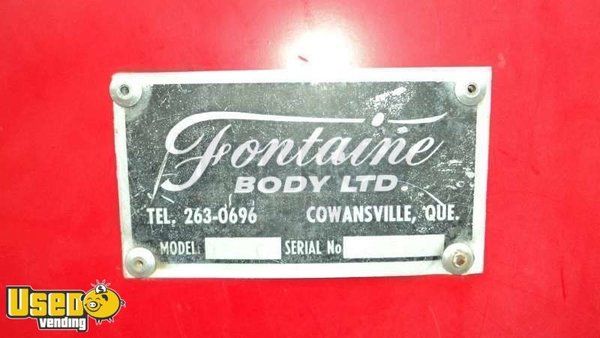 Fontaine
BODY LTD.
TEL. 263-0696 COWANSVILLE, QUE.
MODEL: SERIAL No
USED
vending